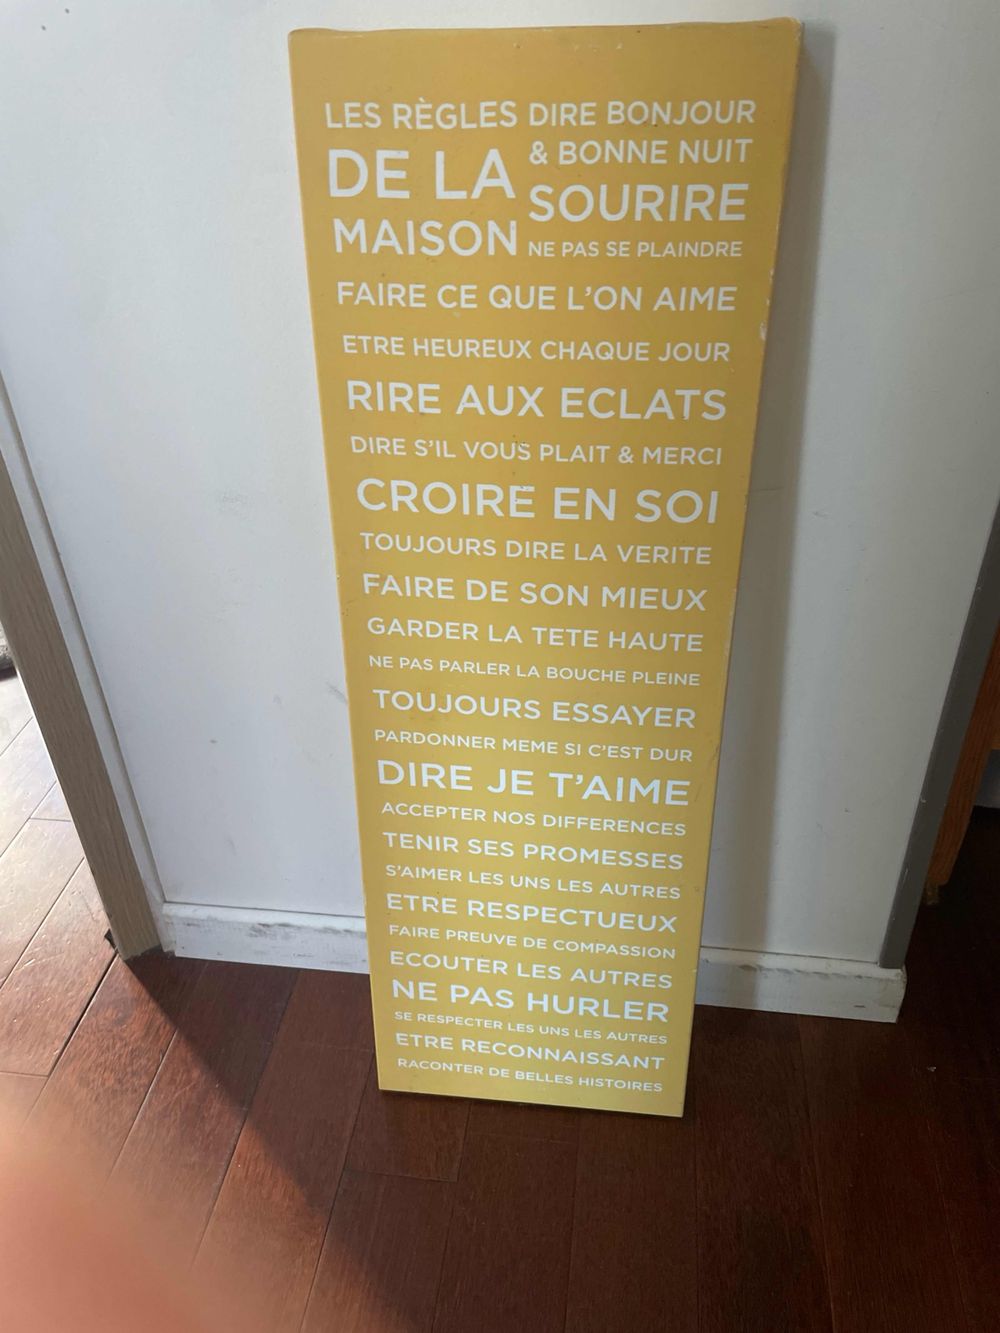 LES RÈGLES
DE LA
MAISON
DIRE BONJOUR
& BONNE NUIT
SOURIRE
NE PAS SE PLAINDRE
FAIRE CE QUE L'ON AIME
ETRE HEUREUX CHAQUE JOUR
RIRE AUX ECLATS
DIRE S'IL VOUS PLAIT & MERCI
CROIRE EN SOI
TOUJOURS DIRE LA VERITE
FAIRE DE SON MIEUX
GARDER LA TETE HAUTE
NE PAS PARLER LA BOUCHE PLEINE
TOUJOURS ESSAYER
PARDONNER MEME SI C'EST DUR
DIRE JE T'AIME
ACCEPTER NOS DIFFERENCES
TENIR SES PROMESSES
S'AIMER LES UNS LES AUTRES
ETRE RESPECTUEUX
FAIRE PREUVE DE COMPASSION
ECOUTER LES AUTRES
NE PAS HURLER
SE RESPECTER LES UNS LES AUTRES
ETRE RECONNAISSANT
RACONTER DE BELLES HISTOIRES